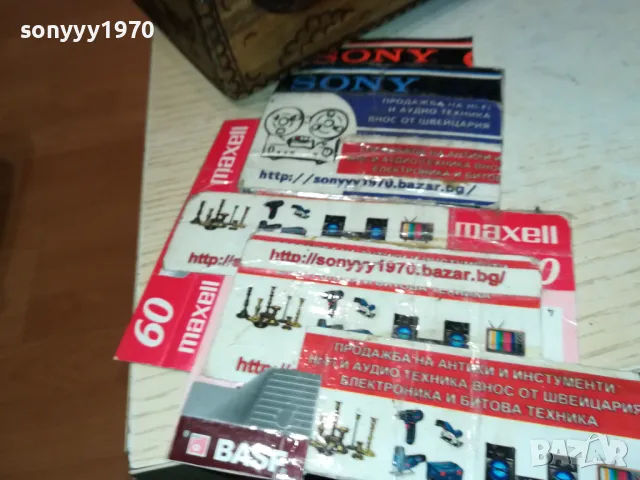 sonyyy1970
SONY
SONY
ПРОДАЖБА НА HI-FI
И АУДИО ТЕХНИКА
ВНОС ОТ ШВЕЙЦАРИЯ
http://sonyyy1970.bazar.bg/
maxell
maxell
http://s
http://sonyyy1970.bazar.bg/
60
maxell
http://
ПРОДАЖБА НА АНТИКИ И ИНСТУМЕНТИ
И АУДИО ТЕХНИКА ВНОС ОТ ШВЕЙЦАРИЯ
ЕЛЕКТРОНИКА И БИТОВА ТЕХНИКА
BASF
bazar